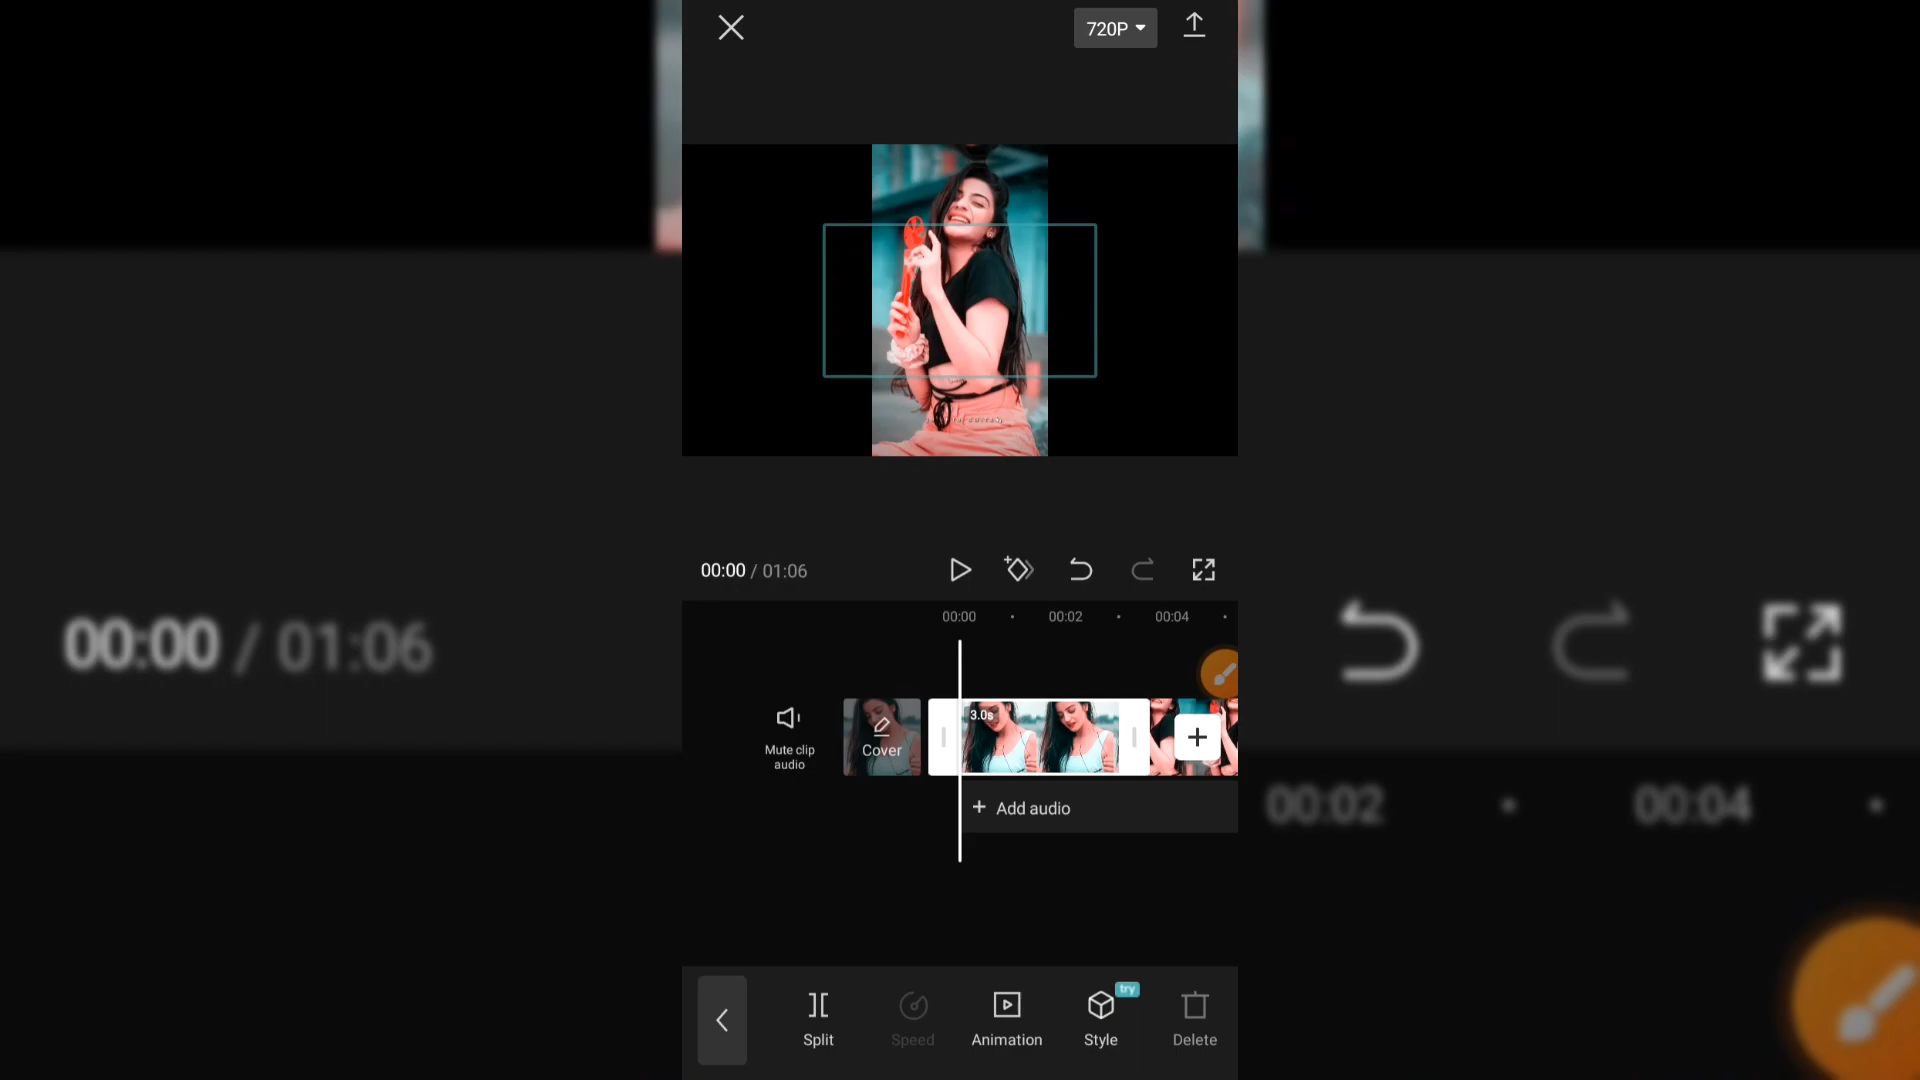 720P
00:00 / 01:06
00:00
00:02
00:04
3.0s
Mute clip
audio
Cover
+ Add audio
try
Split
Speed
Animation
Style
Delete
00:00 / 01:06
00:02
00:04